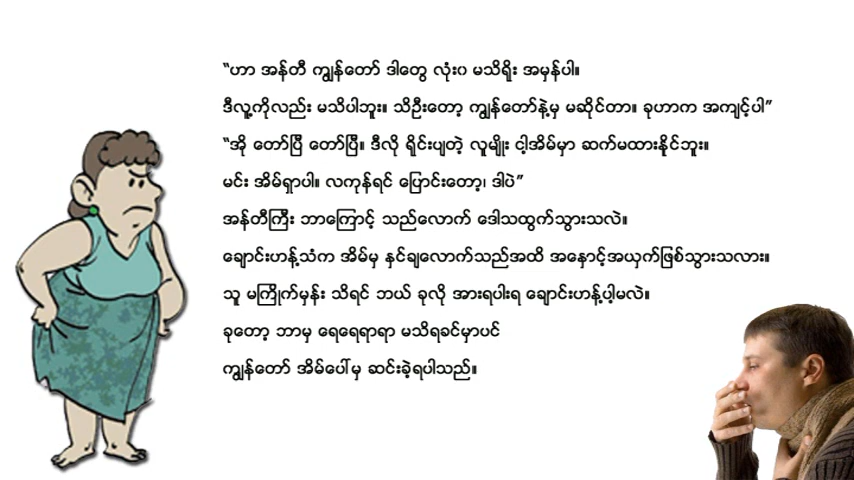 “ဟာ အန်တီ ကျွန်တော် ဒါတွေ လုံး၀ မသိရိုး အမှန်ပါ။
ဒီလူ့ကိုလည်း မသိပါဘူး။ သိဦးတော့ ကျွန်တော်နဲ့မှ မဆိုင်တာ။ ခုဟာက အကျင့်ပါ”
“အို တော်ပြီ တော်ပြီ။ ဒီလို ရိုင်းပျတဲ့ လူမျိုး ငါ့အိမ်မှာ ဆက်မထားနိူင်ဘူး။
မင်း အိမ်ရှာပါ။ လကုန်ရင် ပြောင်းတော့၊ ဒါပဲ”
အန်တီကြီး ဘာကြောင့် သည်လောက် ဒေါသထွက်သွားသလဲ။
ချောင်းဟန့်သံက အိမ်မှ နှင်ချလောက်သည်အထိ အနှောင့်အယှက်ဖြစ်သွားသလား။
သူ မကြိုက်မှန်း သိရင် ဘယ် ခုလို အားရပါးရ ချောင်းဟန့်ပါ့မလဲ။
ခုတော့ ဘာမှ ရေရေရာရာ မသိရခင်မှာပင်
ကျွန်တော် အိမ်ပေါ်မှ ဆင်းခဲ့ရပါသည်။